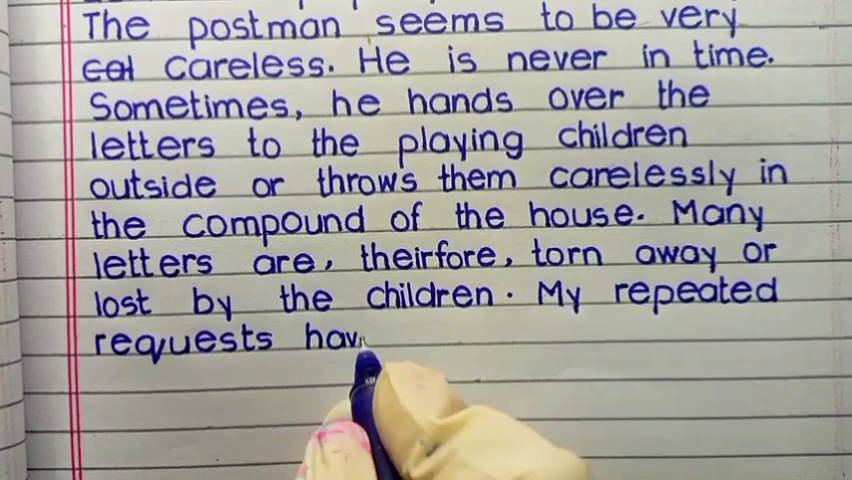 The postman seems to be very
cal careless. He is never in time.
Sometimes, he hands over the
letters to the playing children
outside or throws them carelessly in
the compound of the house. Many
letters are, theirfore, torn away or
lost by the children. My repeated
requests hav